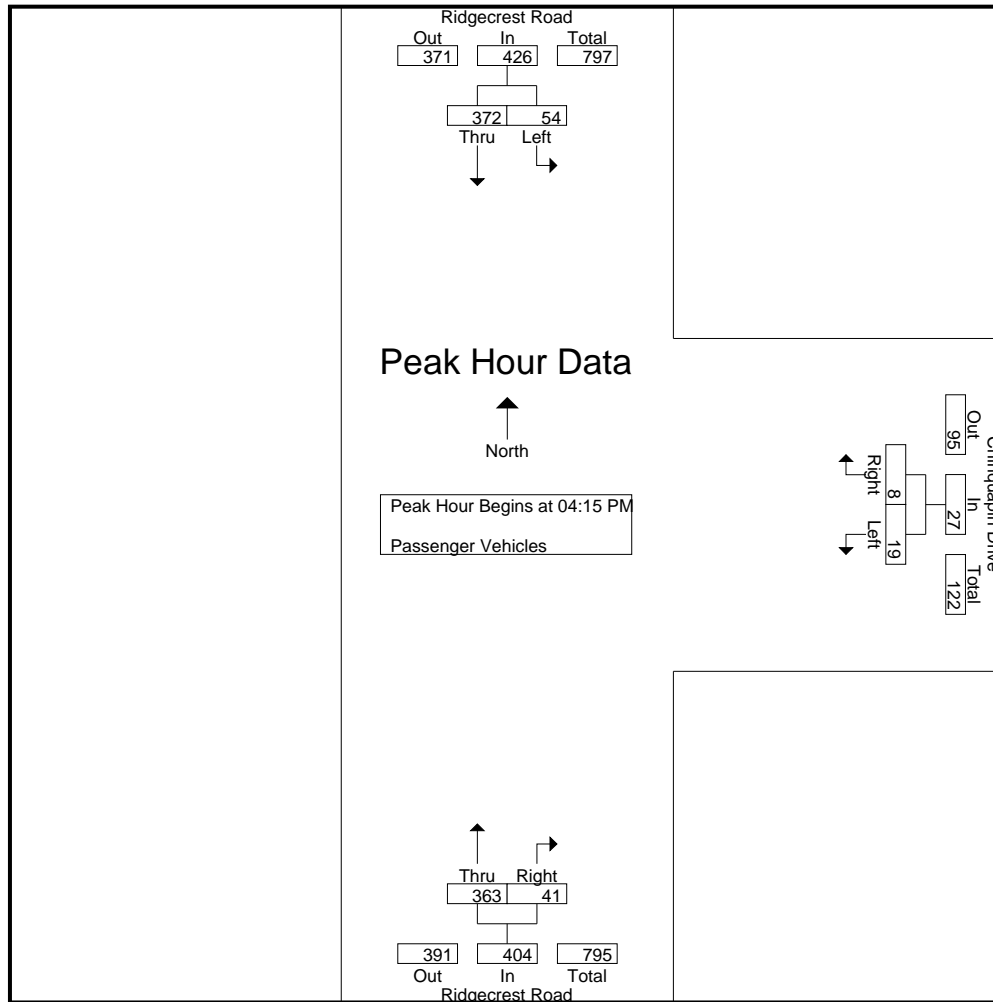 Ridgecrest Road
Out In Total
371 426 797
372 54
Thru Left
Peak Hour Data
North
Peak Hour Begins at 04:15 PM
Passenger Vehicles
Out In Total
95 27 122
8 19
Right Left
Thru Right
363 41
391 404 795
Out In Total
Ridgecrest Road